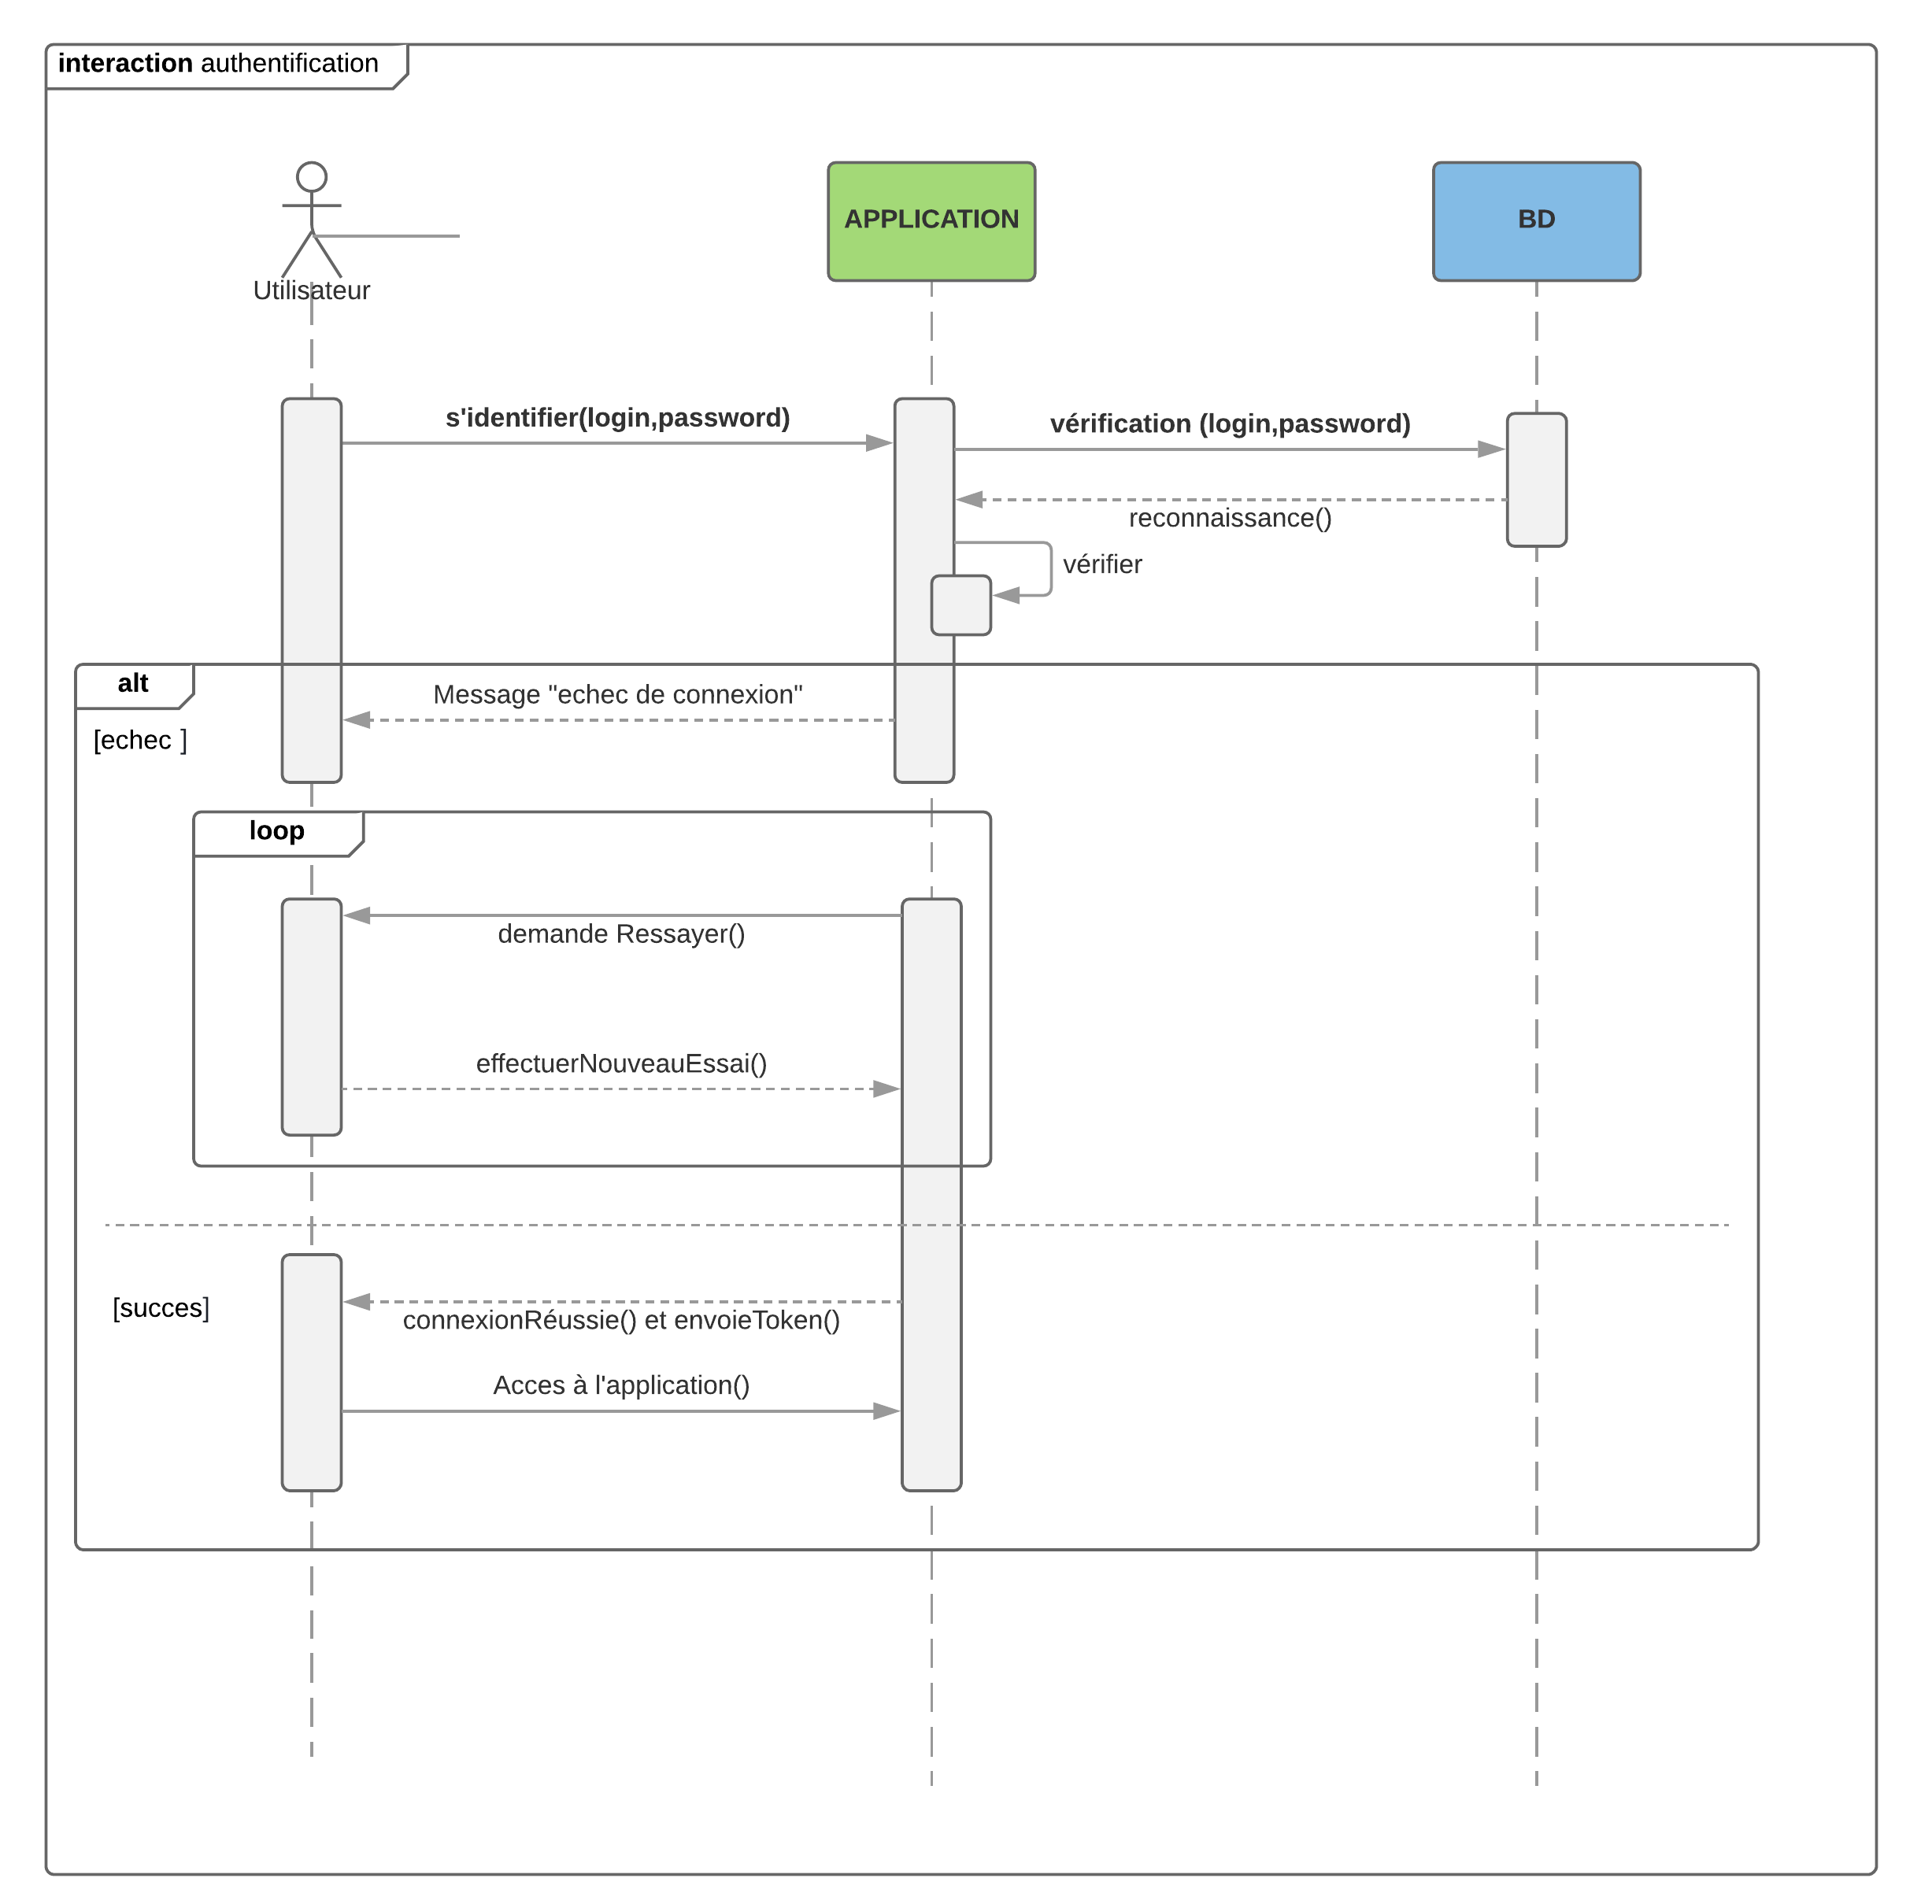 interaction authentification
Utilisateur
APPLICATION
BD
s'identifier(login,password)
vérification (login,password)
reconnaissance()
vérifier
alt
Message "echec de connexion"
[echec ]
loop
demande Ressayer()
effectuerNouveauEssai()
[succes]
connexionRéussie() et envoieToken()
Acces à l'application()